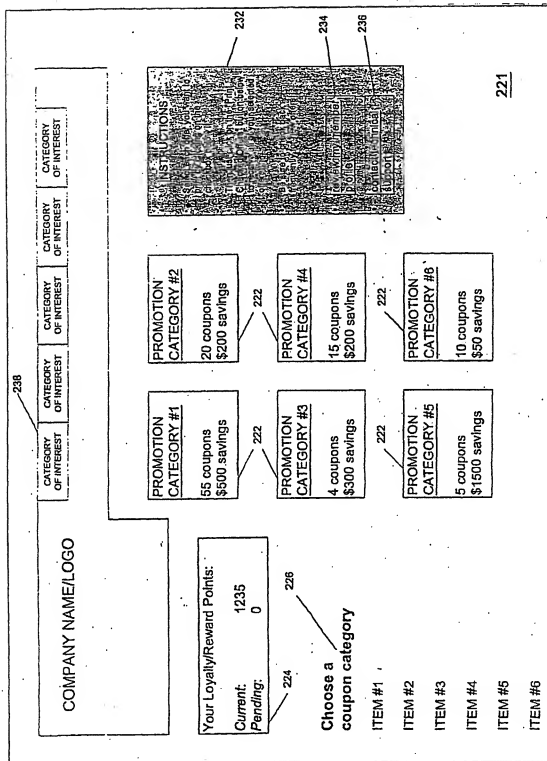 238
CATEGORY
OF INTEREST
CATEGORY
OF INTEREST
CATEGORY
OF INTEREST
CATEGORY
OF INTEREST
CATEGORY
OF INTEREST
COMPANY NAME/LOGO
Your Loyalty/Reward Points:
Current: 1235
Pending: 0
224
226
Choose a
coupon category
ITEM #1
ITEM #2
ITEM #3
ITEM #4
ITEM #5
ITEM #6
PROMOTION
CATEGORY #1
55 coupons
$500 savings
PROMOTION
CATEGORY #2
20 coupons
$200 savings
222
222
PROMOTION
CATEGORY #3
4 coupons
$300 savings
PROMOTION
CATEGORY #4
15 coupons
$200 savings
222
222
PROMOTION
CATEGORY #5
5 coupons
$1500 savings
PROMOTION
CATEGORY #6
10 coupons
$50 savings
INSTRUCTIONS
profile
support
232
234
236
221